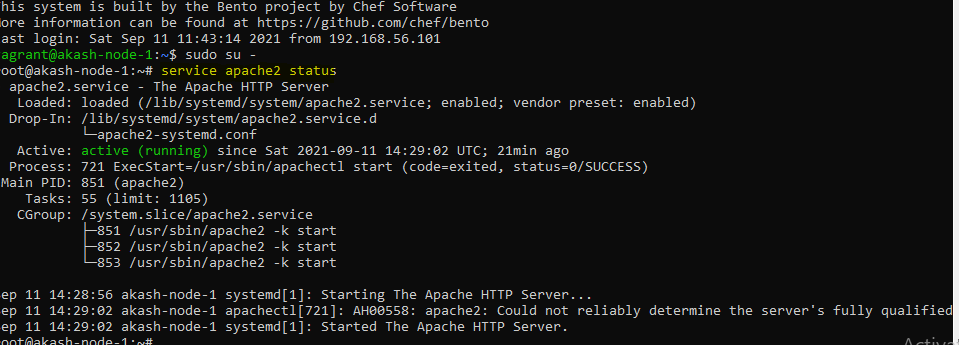 his system is built by the Bento project by Chef Software
ore information can be found at https://github.com/chef/bento
ast login: Sat Sep 11 11:43:14 2021 from 192.168.56.101
agrant@akash-node-1:~$ sudo su -
oot@akash-node-1:~# service apache2 status
apache2.service - The Apache HTTP Server
Loaded: loaded (/lib/systemd/system/apache2.service; enabled; vendor preset: enabled)
Drop-In: /lib/systemd/system/apache2.service.d
└─apache2-systemd.conf
Active: active (running) since Sat 2021-09-11 14:29:02 UTC; 21min ago
Process: 721 ExecStart=/usr/sbin/apachectl start (code=exited, status=0/SUCCESS)
Main PID: 851 (apache2)
Tasks: 55 (limit: 1105)
CGroup: /system.slice/apache2.service
├─851 /usr/sbin/apache2 -k start
├─852 /usr/sbin/apache2 -k start
└─853 /usr/sbin/apache2 -k start
ep 11 14:28:56 akash-node-1 systemd[1]: Starting The Apache HTTP Server...
ep 11 14:29:02 akash-node-1 apachectl[721]: AH00558: apache2: Could not reliably determine the server's fully qualified
ep 11 14:29:02 akash-node-1 systemd[1]: Started The Apache HTTP Server.
oot@akash-node-1:~#